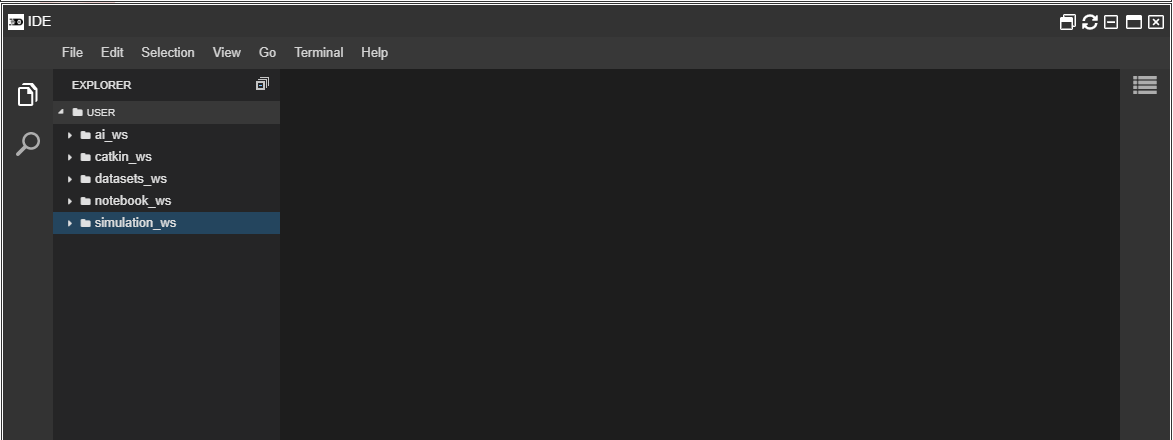 IDE
File Edit Selection View Go Terminal Help
EXPLORER
USER
ai_ws
catkin_ws
datasets_ws
notebook_ws
simulation_ws